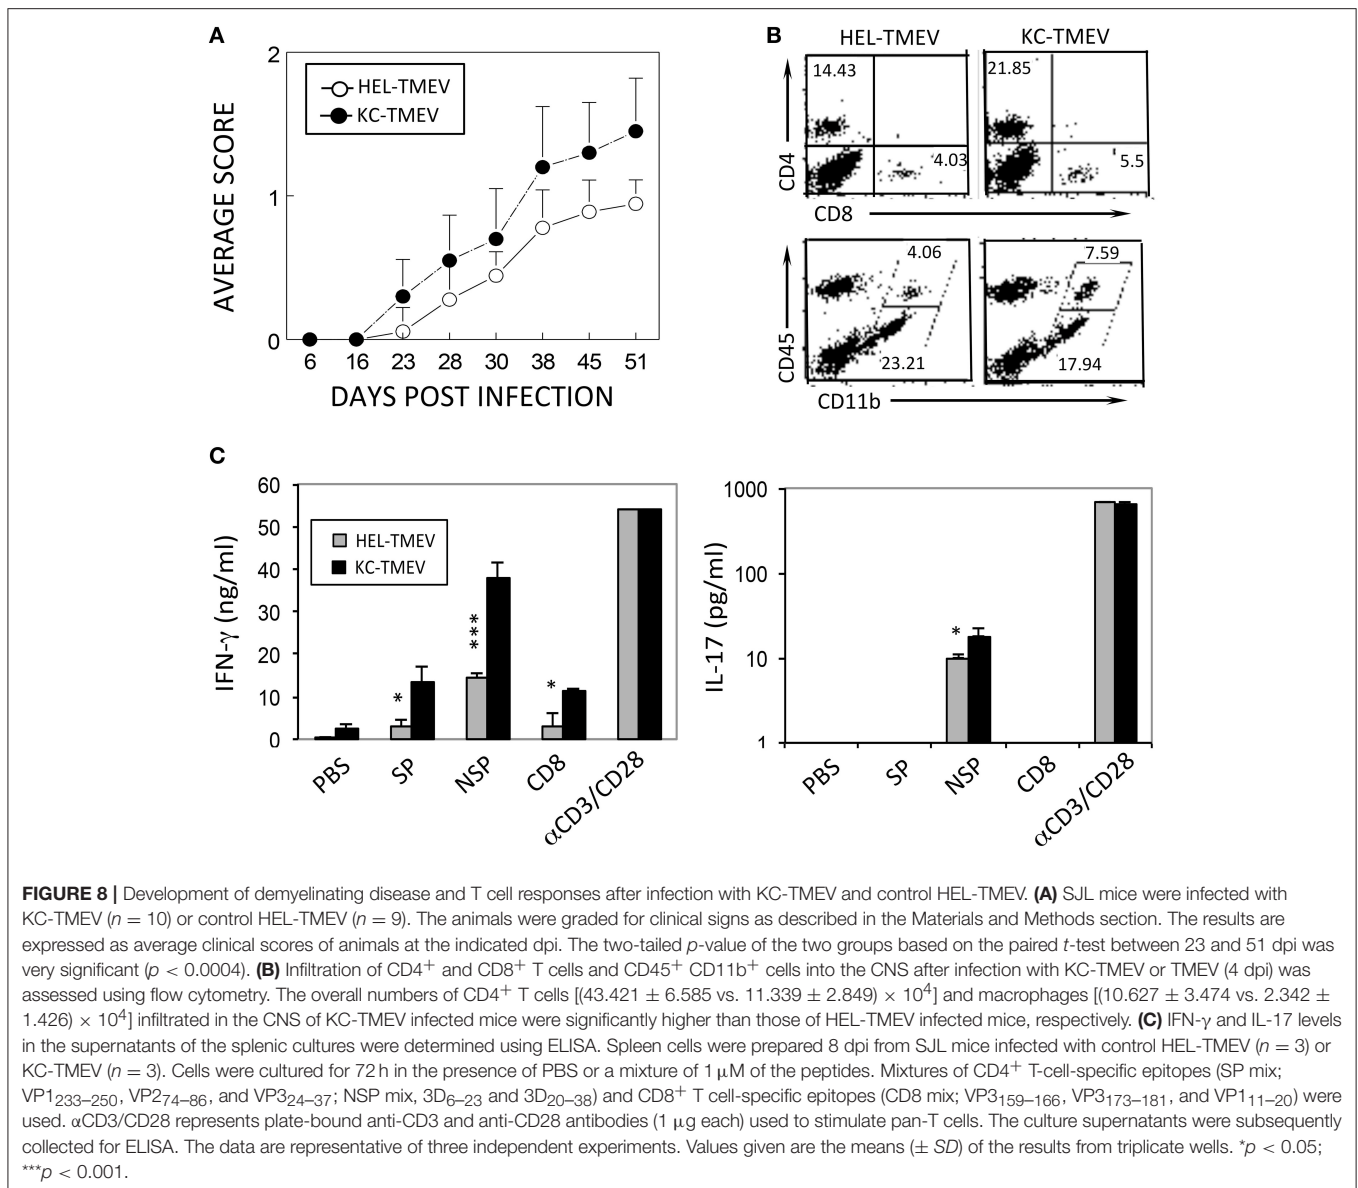 A
2
HEL-TMEV
KC-TMEV
1
0
AVERAGE SCORE
6 16 23 28 30 38 45 51
DAYS POST INFECTION
B
HEL-TMEV KC-TMEV
14.43 21.85
4.03 5.5
CD4
CD8
4.06 7.59
23.21 17.94
CD45
CD11b
C
60
50
40
30
20
10
0
IFN-γ (ng/ml)
HEL-TMEV
KC-TMEV
* *** *
PBS SP NSP CD8 αCD3/CD28
1000
100
10
1
IL-17 (pg/ml)
*
PBS SP NSP CD8 αCD3/CD28
FIGURE 8 | Development of demyelinating disease and T cell responses after infection with KC-TMEV and control HEL-TMEV. (A) SJL mice were infected with
KC-TMEV (n = 10) or control HEL-TMEV (n = 9). The animals were graded for clinical signs as described in the Materials and Methods section. The results are
expressed as average clinical scores of animals at the indicated dpi. The two-tailed p-value of the two groups based on the paired t-test between 23 and 51 dpi was
very significant (p < 0.0004). (B) Infiltration of CD4+ and CD8+ T cells and CD45+ CD11b+ cells into the CNS after infection with KC-TMEV or TMEV (4 dpi) was
assessed using flow cytometry. The overall numbers of CD4+ T cells [(43.421 ± 6.585 vs. 11.339 ± 2.849) × 10⁴] and macrophages [(10.627 ± 3.474 vs. 2.342 ±
1.426) × 10⁴] infiltrated in the CNS of KC-TMEV infected mice were significantly higher than those of HEL-TMEV infected mice, respectively. (C) IFN-γ and IL-17 levels
in the supernatants of the splenic cultures were determined using ELISA. Spleen cells were prepared 8 dpi from SJL mice infected with control HEL-TMEV (n = 3) or
KC-TMEV (n = 3). Cells were cultured for 72 h in the presence of PBS or a mixture of 1 μM of the peptides. Mixtures of CD4+ T-cell-specific epitopes (SP mix;
VP1233–250, VP274–86, and VP324–37; NSP mix, 3D6–23 and 3D20–38) and CD8+ T cell-specific epitopes (CD8 mix; VP3159–166, VP3173–181, and VP111–20) were
used. αCD3/CD28 represents plate-bound anti-CD3 and anti-CD28 antibodies (1 μg each) used to stimulate pan-T cells. The culture supernatants were subsequently
collected for ELISA. The data are representative of three independent experiments. Values given are the means (± SD) of the results from triplicate wells. *p < 0.05;
***p < 0.001.